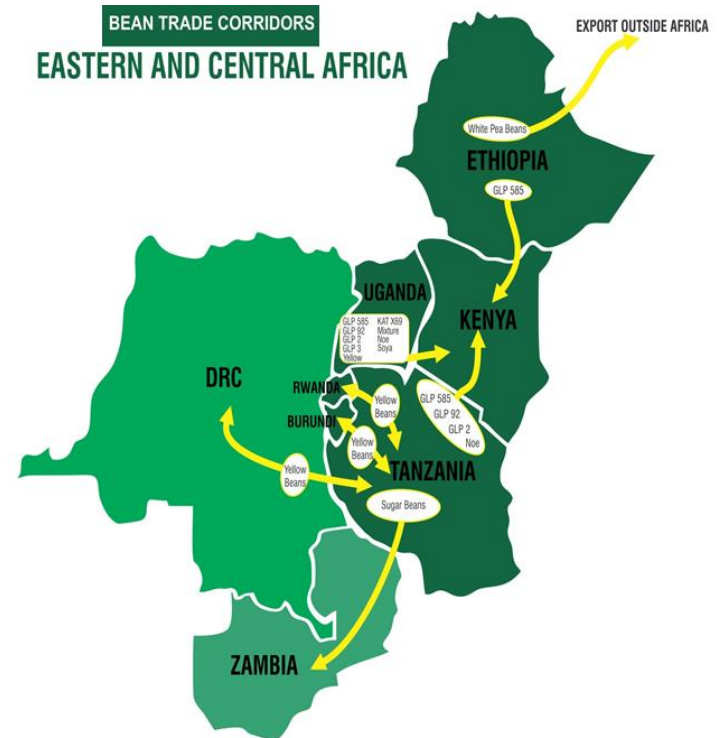 BEAN TRADE CORRIDORS
EASTERN AND CENTRAL AFRICA
EXPORT OUTSIDE AFRICA
White Pea Beans
ETHIOPIA
GLP 585
UGANDA
GLP 585 KAT X69
GLP 92 Mixture
GLP 2 Noe
GLP 3 Soya
Yellow
KENYA
DRC
RWANDA
Yellow
Beans
GLP 585
GLP 92
GLP 2
Noe
BURUNDI
Yellow
Beans
Yellow
Beans
TANZANIA
Sugar Beans
ZAMBIA